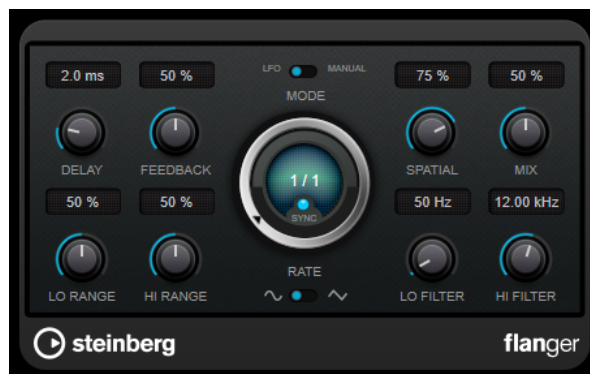 2.0 ms 50 % LFO MANUAL 75 % 50 %
MODE
DELAY FEEDBACK SPATIAL MIX
1 / 1
50 % 50 % 50 Hz 12.00 kHz
SYNC
RATE
LO RANGE HI RANGE LO FILTER HI FILTER
steinberg flanger